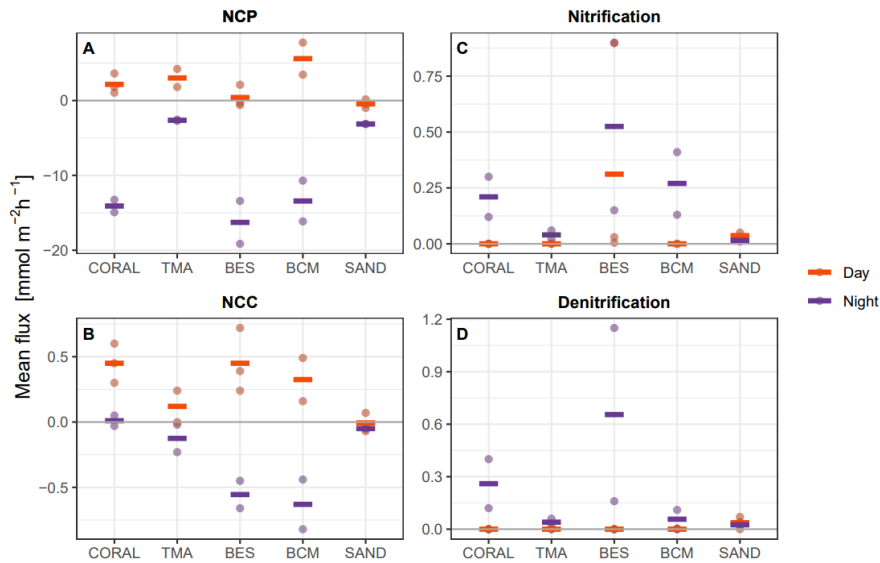 NCP
A
0
−10
−20
CORAL TMA BES BCM SAND
Nitrification
C
0.75
0.50
0.25
0.00
CORAL TMA BES BCM SAND
NCC
B
0.5
0.0
−0.5
CORAL TMA BES BCM SAND
Denitrification
D
1.2
0.9
0.6
0.3
0.0
CORAL TMA BES BCM SAND
Mean flux [mmol m⁻²h⁻¹]
Day
Night